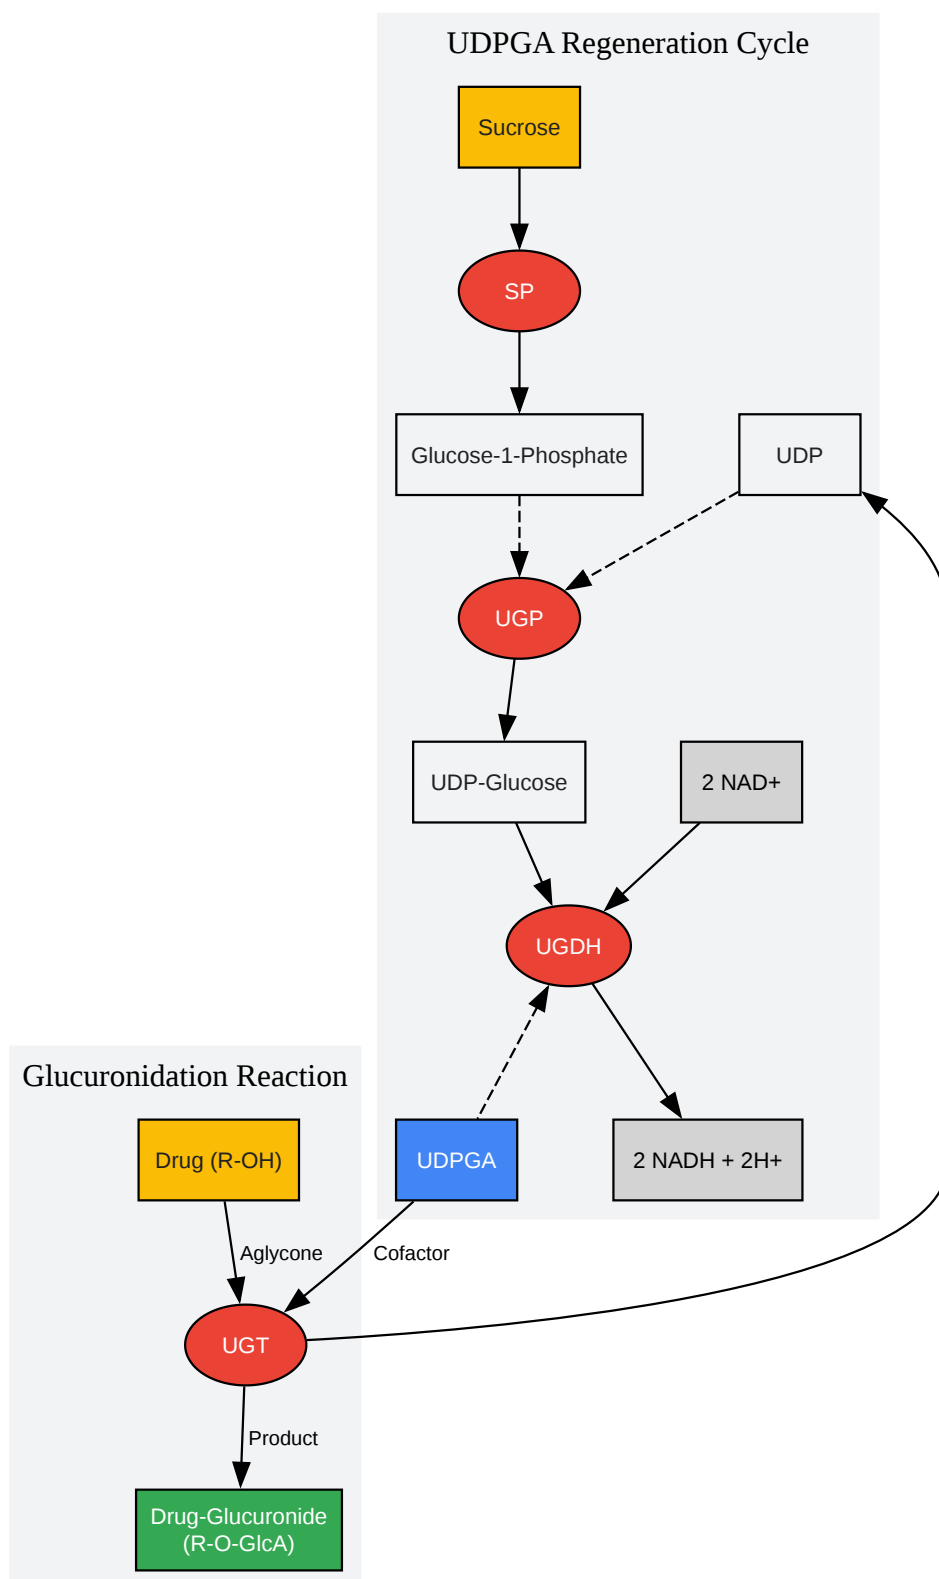 UDPGA Regeneration Cycle
Sucrose
SP
Glucose-1-Phosphate
UDP
UGP
UDP-Glucose
2 NAD+
UGDH
Glucuronidation Reaction
Drug (R-OH)
UDPGA
2 NADH + 2H+
Aglycone
Cofactor
UGT
Product
Drug-Glucuronide
(R-O-GlcA)